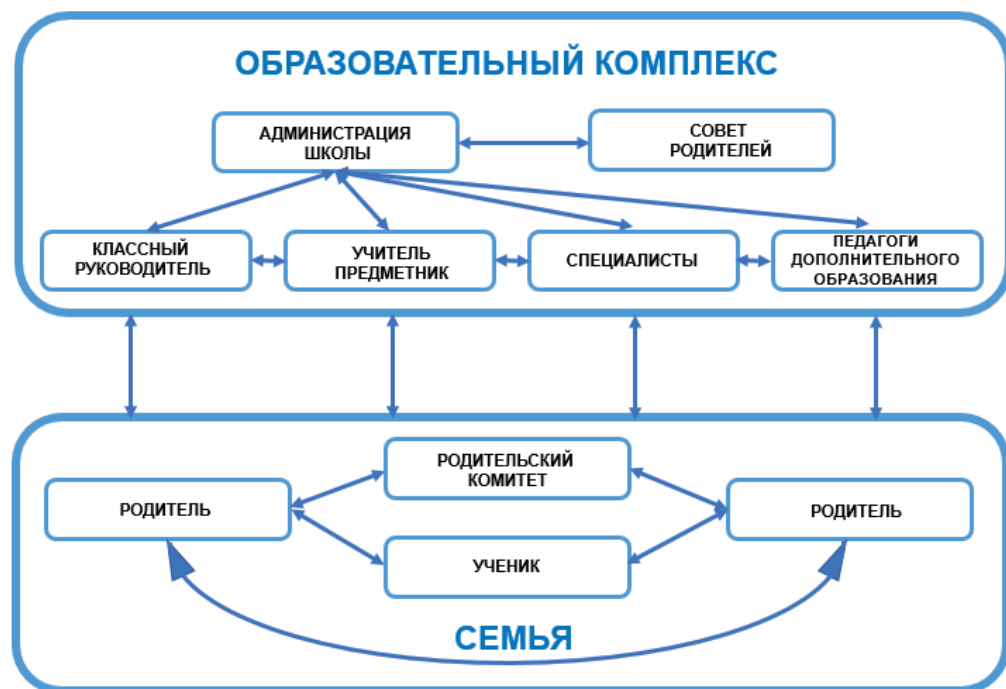 ОБРАЗОВАТЕЛЬНЫЙ КОМПЛЕКС
АДМИНИСТРАЦИЯ
ШКОЛЫ
СОВЕТ
РОДИТЕЛЕЙ
КЛАССНЫЙ
РУКОВОДИТЕЛЬ
УЧИТЕЛЬ
ПРЕДМЕТНИК
СПЕЦИАЛИСТЫ
ПЕДАГОГИ
ДОПОЛНИТЕЛЬНОГО
ОБРАЗОВАНИЯ
РОДИТЕЛЬСКИЙ
КОМИТЕТ
РОДИТЕЛЬ
РОДИТЕЛЬ
УЧЕНИК
СЕМЬЯ